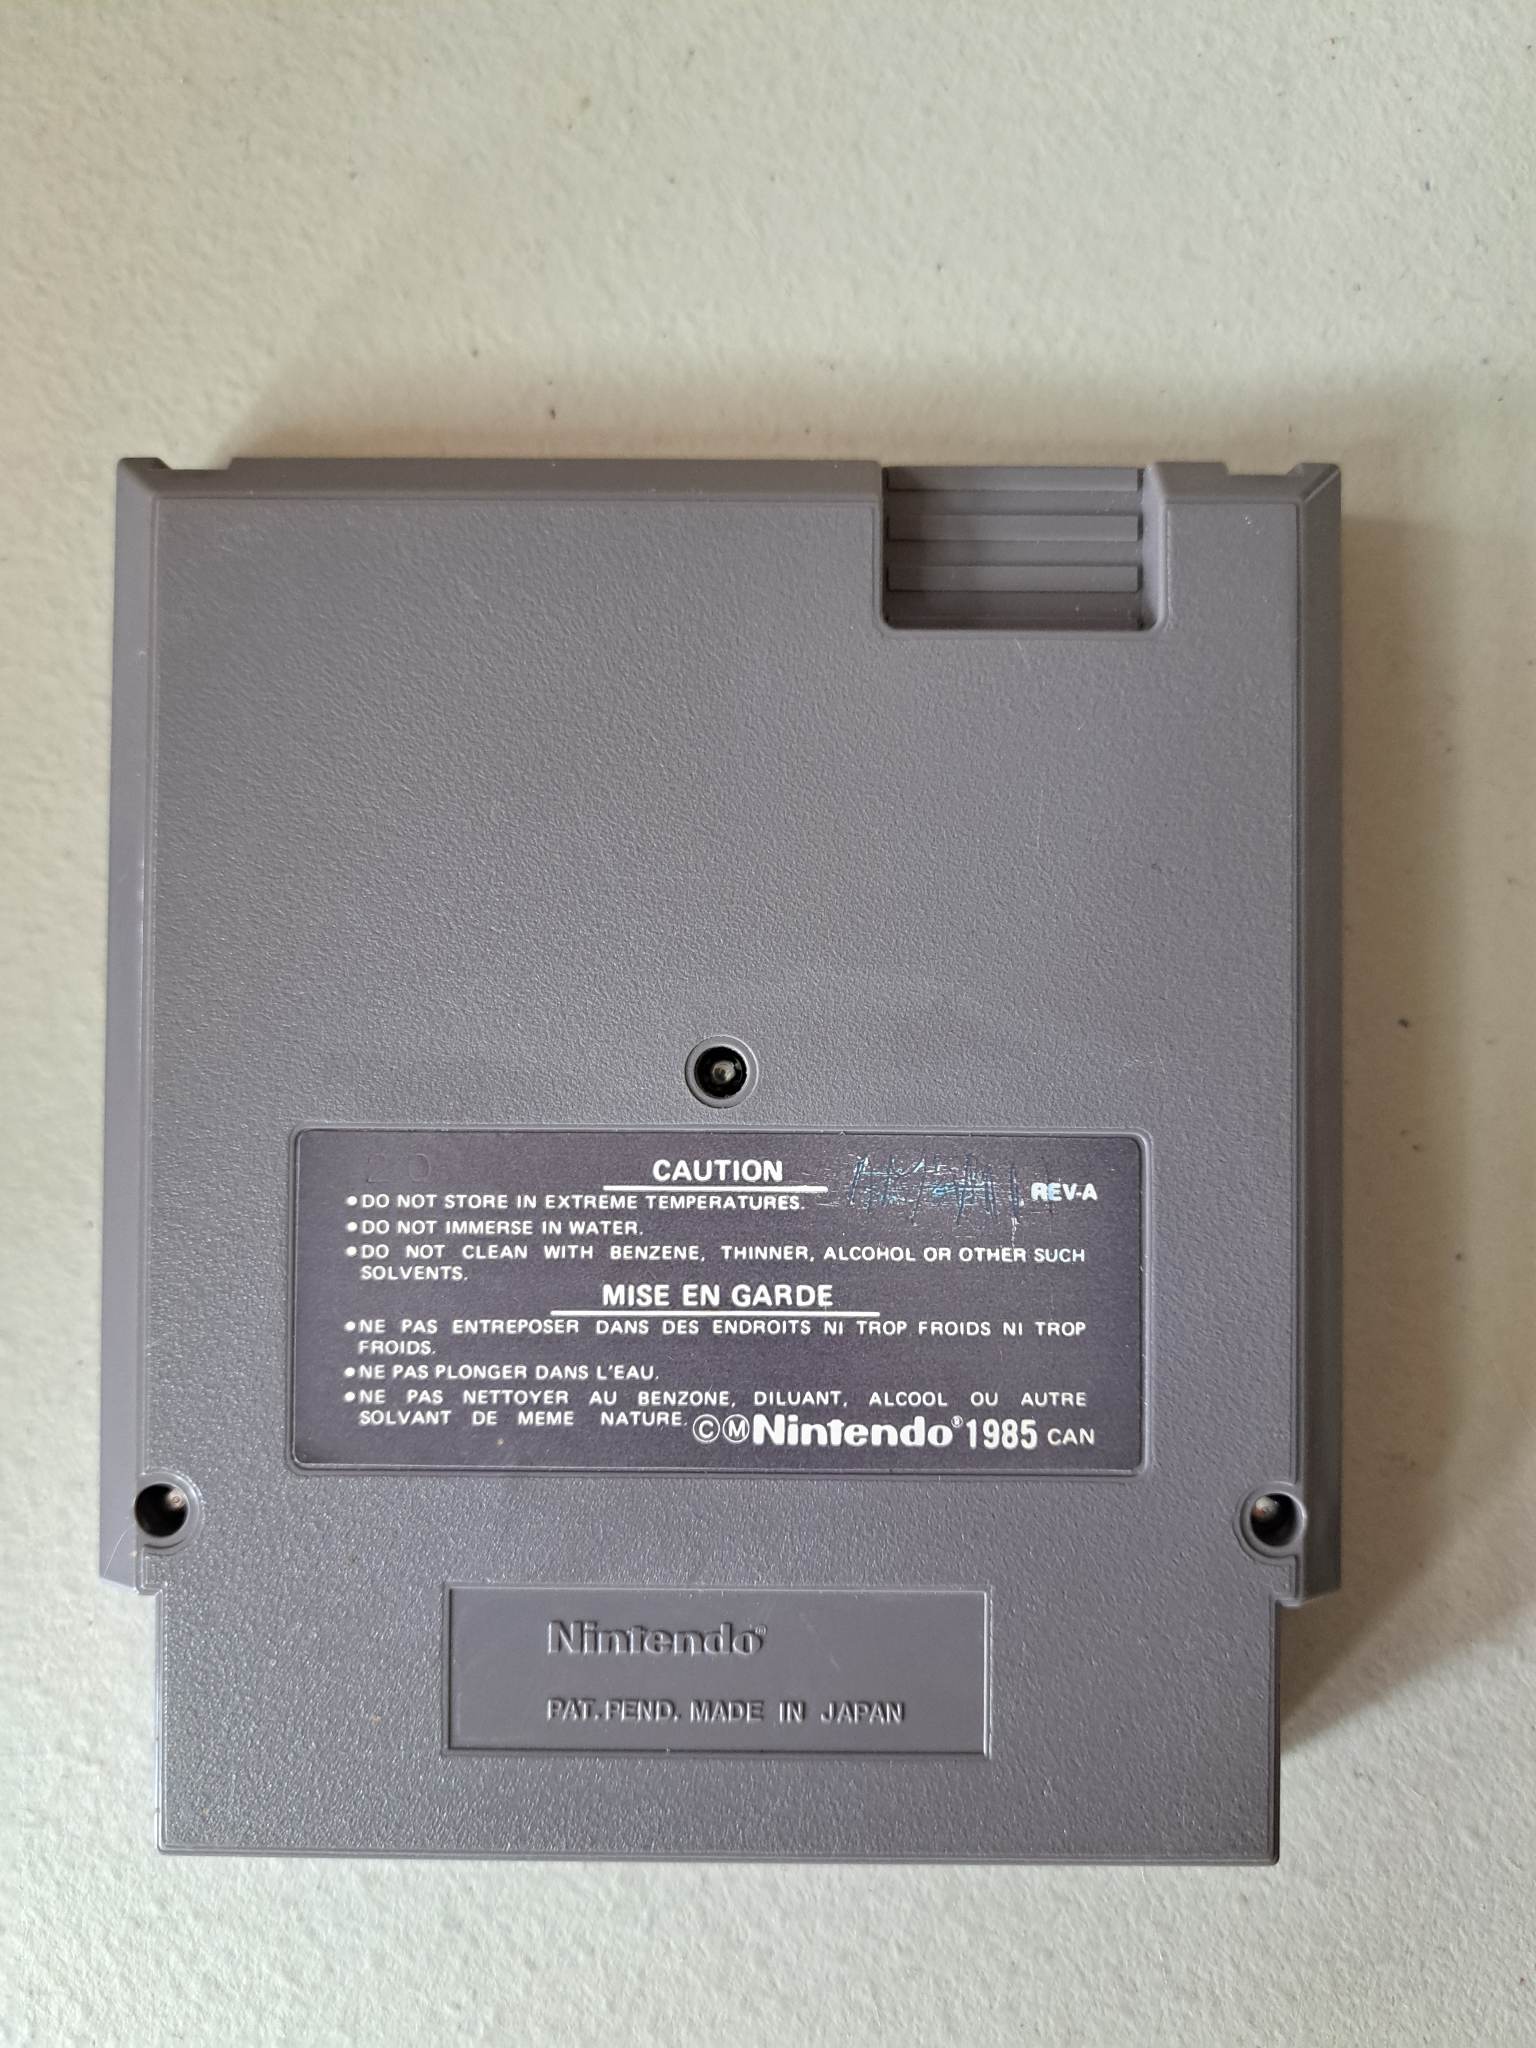 20
CAUTION
REV-A
●DO NOT STORE IN EXTREME TEMPERATURES.
●DO NOT IMMERSE IN WATER.
●DO NOT CLEAN WITH BENZENE, THINNER, ALCOHOL OR OTHER SUCH
SOLVENTS.
MISE EN GARDE
●NE PAS ENTREPOSER DANS DES ENDROITS NI TROP FROIDS NI TROP
FROIDS.
●NE PAS PLONGER DANS L'EAU.
●NE PAS NETTOYER AU BENZONE, DILUANT, ALCOOL OU AUTRE
SOLVANT DE MEME NATURE.
ⒸⓂNintendo® 1985 CAN
Nintendo®
PAT. PEND. MADE IN JAPAN